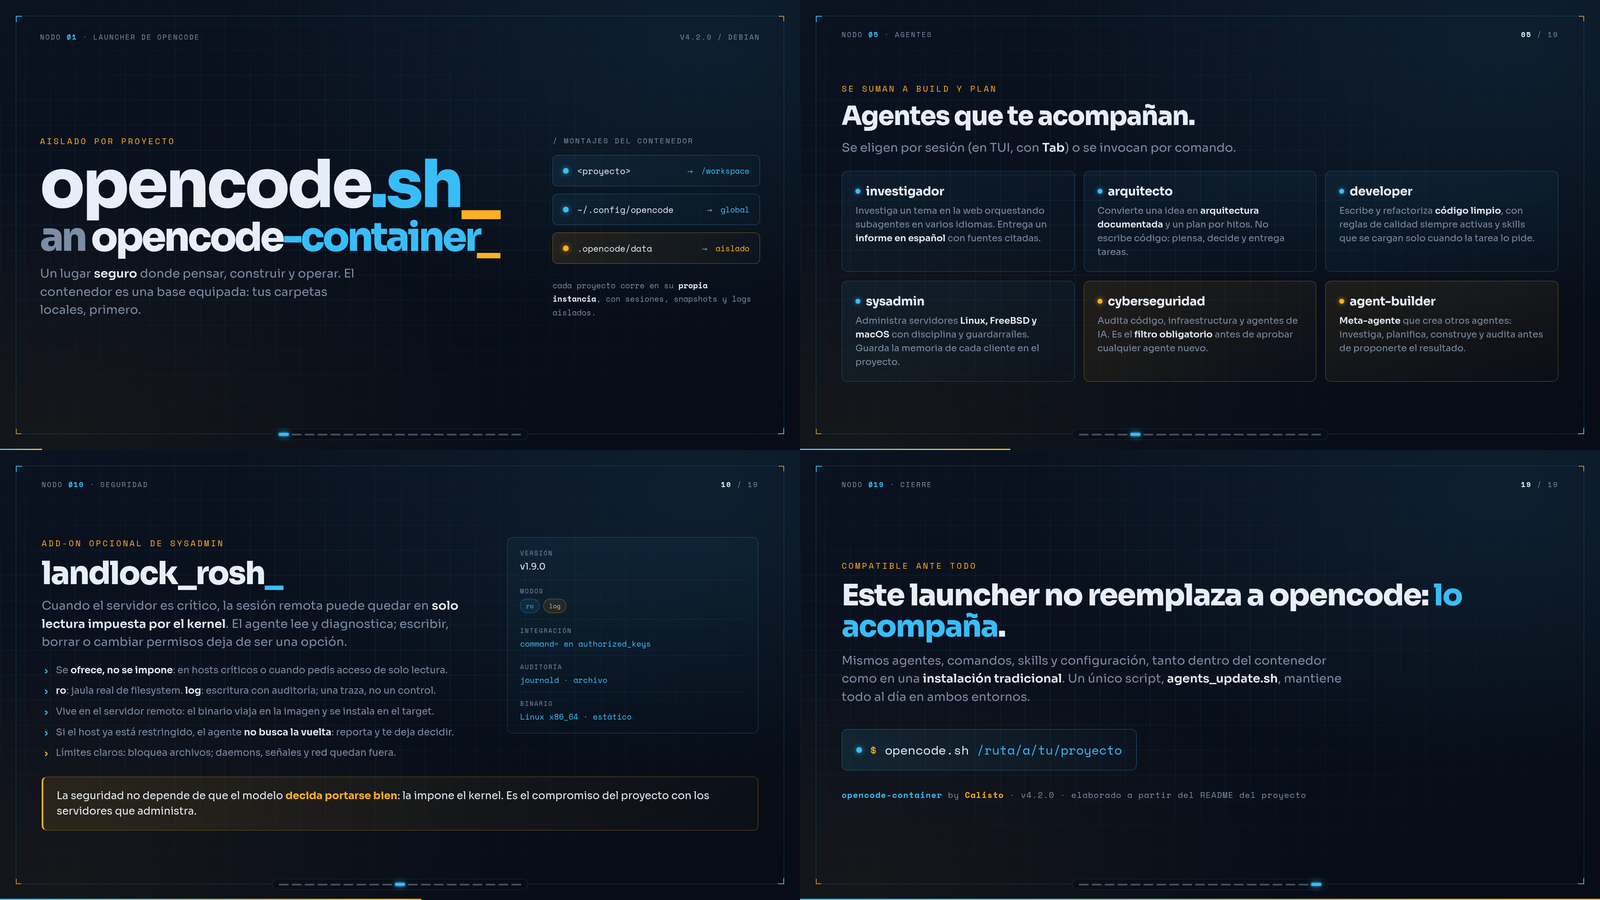 NODO 01 · LAUNCHER DE OPENCODE
V4.2.0 / DEBIAN
AISLADO POR PROYECTO
opencode.sh_
an opencode-container_
Un lugar seguro donde pensar, construir y operar. El
contenedor es una base equipada: tus carpetas
locales, primero.
/ MONTAJES DEL CONTENEDOR
<proyecto> → /workspace
~/.config/opencode → global
.opencode/data → aislado
cada proyecto corre en su propia
instancia, con sesiones, snapshots y logs
aislados.
NODO 05 · AGENTES
05 / 19
SE SUMAN A BUILD Y PLAN
Agentes que te acompañan.
Se eligen por sesión (en TUI, con Tab) o se invocan por comando.
investigador
Investiga un tema en la web orquestando
subagentes en varios idiomas. Entrega un
informe en español con fuentes citadas.
arquitecto
Convierte una idea en arquitectura
documentada y un plan por hitos. No
escribe código: piensa, decide y entrega
tareas.
developer
Escribe y refactoriza código limpio, con
reglas de calidad siempre activas y skills
que se cargan solo cuando la tarea lo pide.
sysadmin
Administra servidores Linux, FreeBSD y
macOS con disciplina y guardarraíles.
Guarda la memoria de cada cliente en el
proyecto.
cyberseguridad
Audita código, infraestructura y agentes de
IA. Es el filtro obligatorio antes de aprobar
cualquier agente nuevo.
agent-builder
Meta-agente que crea otros agentes:
investiga, planifica, construye y audita antes
de proponerte el resultado.
NODO 010 · SEGURIDAD
10 / 19
ADD-ON OPCIONAL DE SYSADMIN
landlock_rosh_
Cuando el servidor es crítico, la sesión remota puede quedar en solo
lectura impuesta por el kernel. El agente lee y diagnostica; escribir,
borrar o cambiar permisos deja de ser una opción.
› Se ofrece, no se impone: en hosts críticos o cuando pedís acceso de solo lectura.
› ro: jaula real de filesystem. log: escritura con auditoría; una traza, no un control.
› Vive en el servidor remoto: el binario viaja en la imagen y se instala en el target.
› Si el host ya está restringido, el agente no busca la vuelta: reporta y te deja decidir.
› Límites claros: bloquea archivos; daemons, señales y red quedan fuera.
VERSIÓN
v1.9.0
MODOS
ro log
INTEGRACIÓN
command= en authorized_keys
AUDITORÍA
journald · archivo
BINARIO
Linux x86_64 · estático
La seguridad no depende de que el modelo decida portarse bien: la impone el kernel. Es el compromiso del proyecto con los
servidores que administra.
NODO 019 · CIERRE
19 / 19
COMPATIBLE ANTE TODO
Este launcher no reemplaza a opencode: lo
acompaña.
Mismos agentes, comandos, skills y configuración, tanto dentro del contenedor
como en una instalación tradicional. Un único script, agents_update.sh, mantiene
todo al día en ambos entornos.
$ opencode.sh /ruta/a/tu/proyecto
opencode-container by Calisto · v4.2.0 · elaborado a partir del README del proyecto